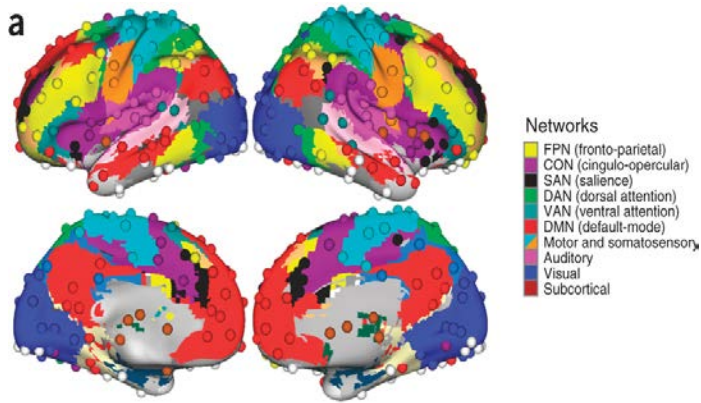 a
Networks
FPN (fronto-parietal)
CON (cingulo-opercular)
SAN (salience)
DAN (dorsal attention)
VAN (ventral attention)
DMN (default-mode)
Motor and somatosensory
Auditory
Visual
Subcortical